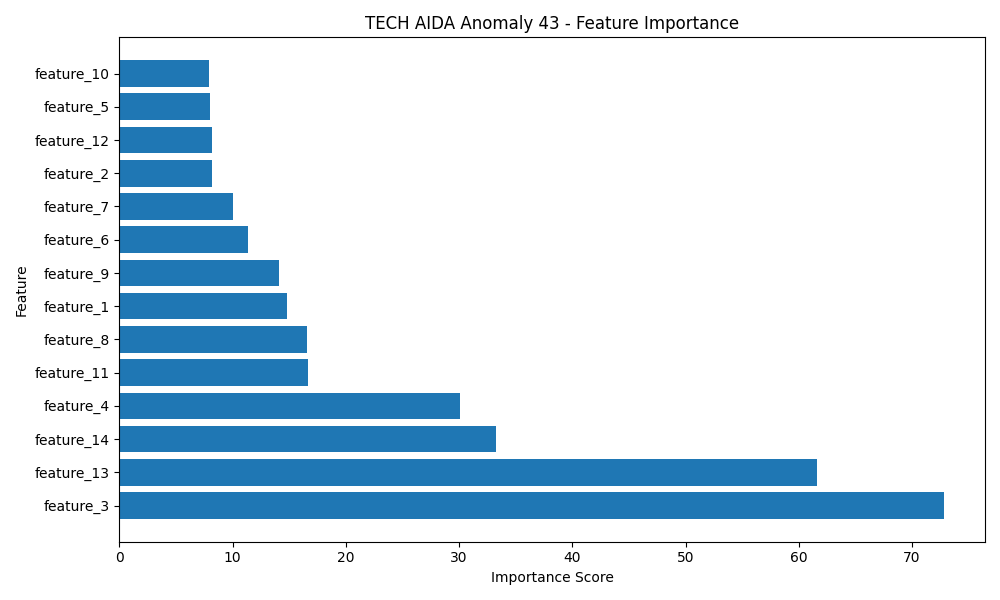 TECH AIDA Anomaly 43 - Feature Importance
feature_10
feature_5
feature_12
feature_2
feature_7
feature_6
feature_9
feature_1
feature_8
feature_11
feature_4
feature_14
feature_13
feature_3
Feature
0 10 20 30 40 50 60 70
Importance Score